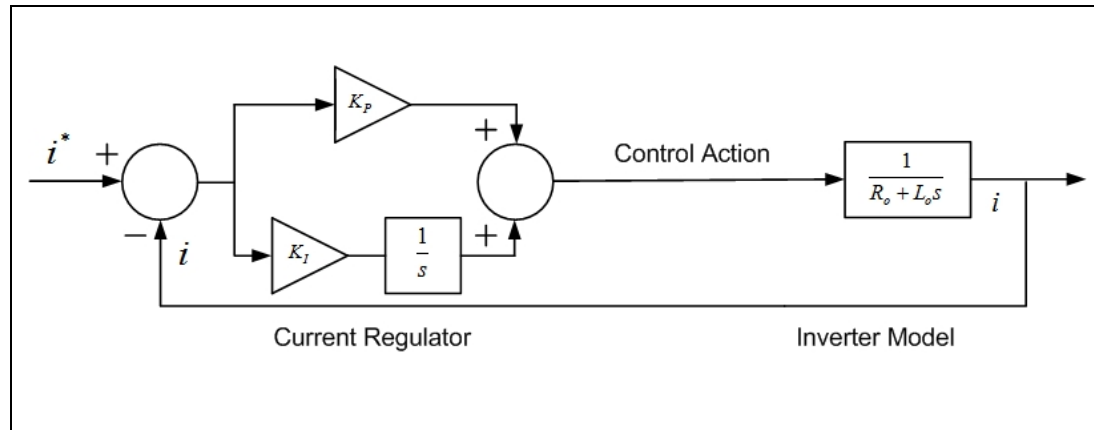 i* +
− i
K_P
K_I
1/s
+
+
Control Action
1/(R_o + L_o s)
i
Current Regulator
Inverter Model